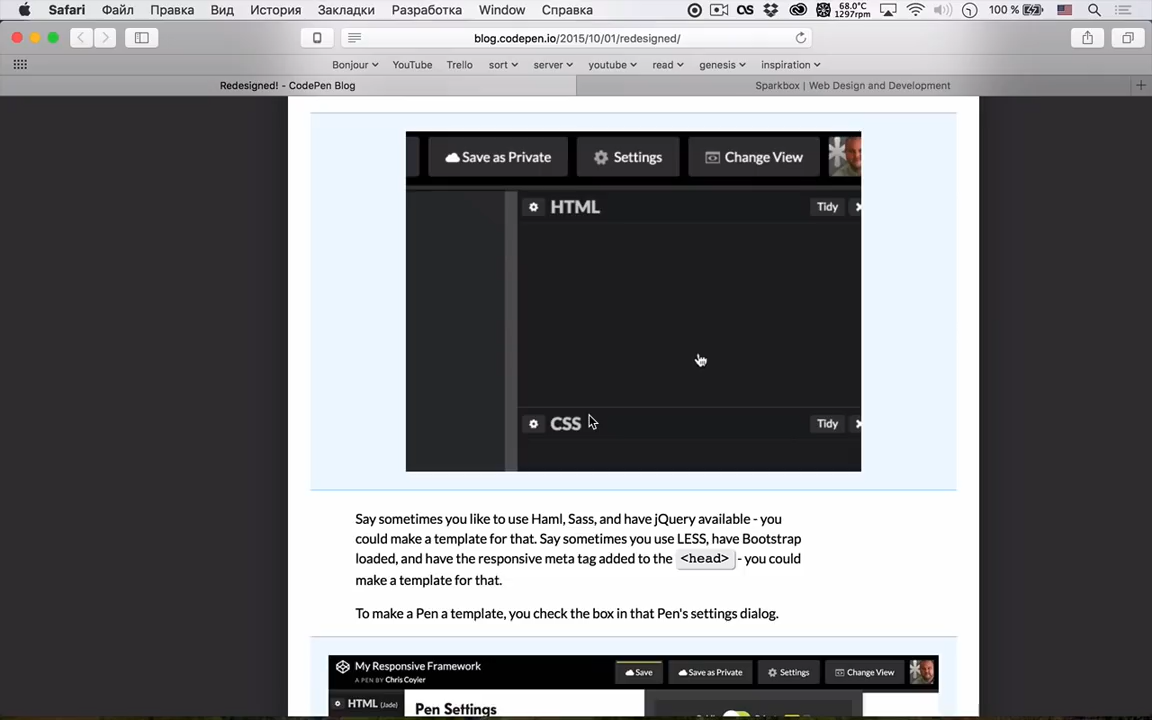 Safari Файл Правка Вид История Закладки Разработка Window Справка 68.0°C 1297rpm 100 %
blog.codepen.io/2015/10/01/redesigned/
Bonjour YouTube Trello sort server youtube read genesis inspiration
Redesigned! - CodePen Blog Sparkbox | Web Design and Development
Save as Private Settings Change View
HTML Tidy
CSS Tidy
Say sometimes you like to use Haml, Sass, and have jQuery available - you
could make a template for that. Say sometimes you use LESS, have Bootstrap
loaded, and have the responsive meta tag added to the <head> - you could
make a template for that.
To make a Pen a template, you check the box in that Pen's settings dialog.
My Responsive Framework
A PEN BY Chris Coyier
Save Save as Private Settings Change View
HTML (Jade)
Pen Settings